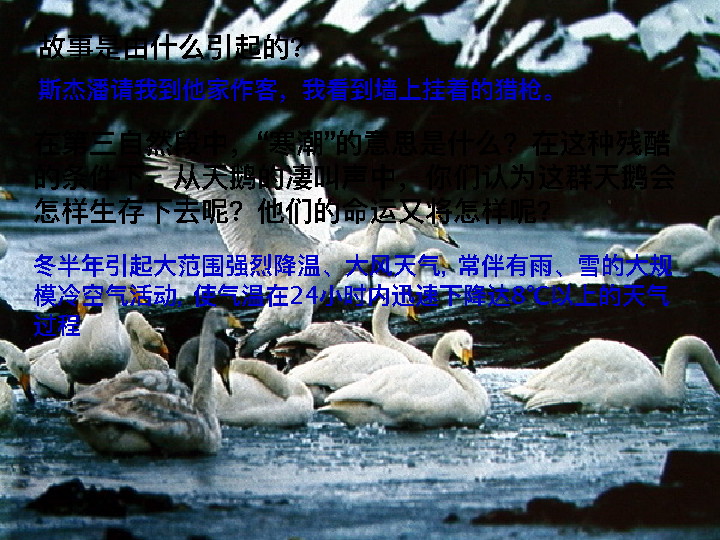 故事是由什么引起的?
斯杰潘请我到他家作客，我看到墙上挂着的猎枪。
在第三自然段中，“寒潮”的意思是什么？在这种残酷
的条件下，从天鹅的凄叫声中，你们认为这群天鹅会
怎样生存下去呢？他们的命运又将怎样呢？
冬半年引起大范围强烈降温、大风天气, 常伴有雨、雪的大规
模冷空气活动, 使气温在24小时内迅速下降达8℃以上的天气
过程